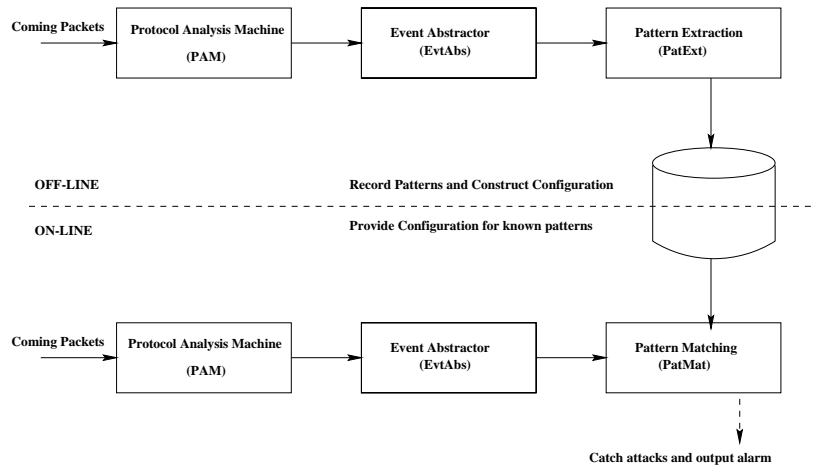 Coming Packets
Protocol Analysis Machine
(PAM)
Event Abstractor
(EvtAbs)
Pattern Extraction
(PatExt)
OFF-LINE
Record Patterns and Construct Configuration
ON-LINE
Provide Configuration for known patterns
Coming Packets
Protocol Analysis Machine
(PAM)
Event Abstractor
(EvtAbs)
Pattern Matching
(PatMat)
Catch attacks and output alarm